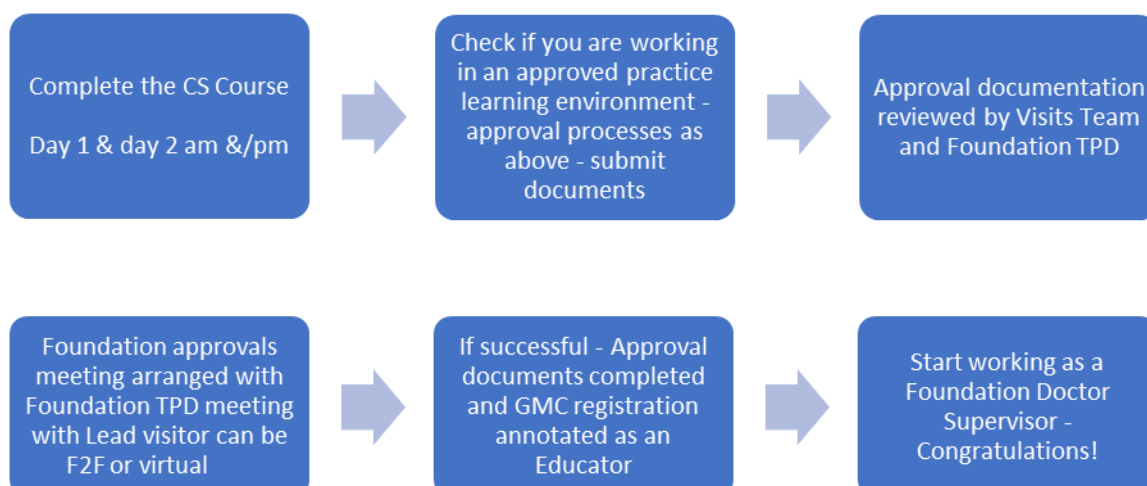 Complete the CS Course
Day 1 & day 2 am &/pm
Check if you are working
in an approved practice
learning environment -
approval processes as
above - submit
documents
Approval documentation
reviewed by Visits Team
and Foundation TPD
Foundation approvals
meeting arranged with
Foundation TPD meeting
with Lead visitor can be
F2F or virtual
If successful - Approval
documents completed
and GMC registration
annotated as an
Educator
Start working as a
Foundation Doctor
Supervisor -
Congratulations!